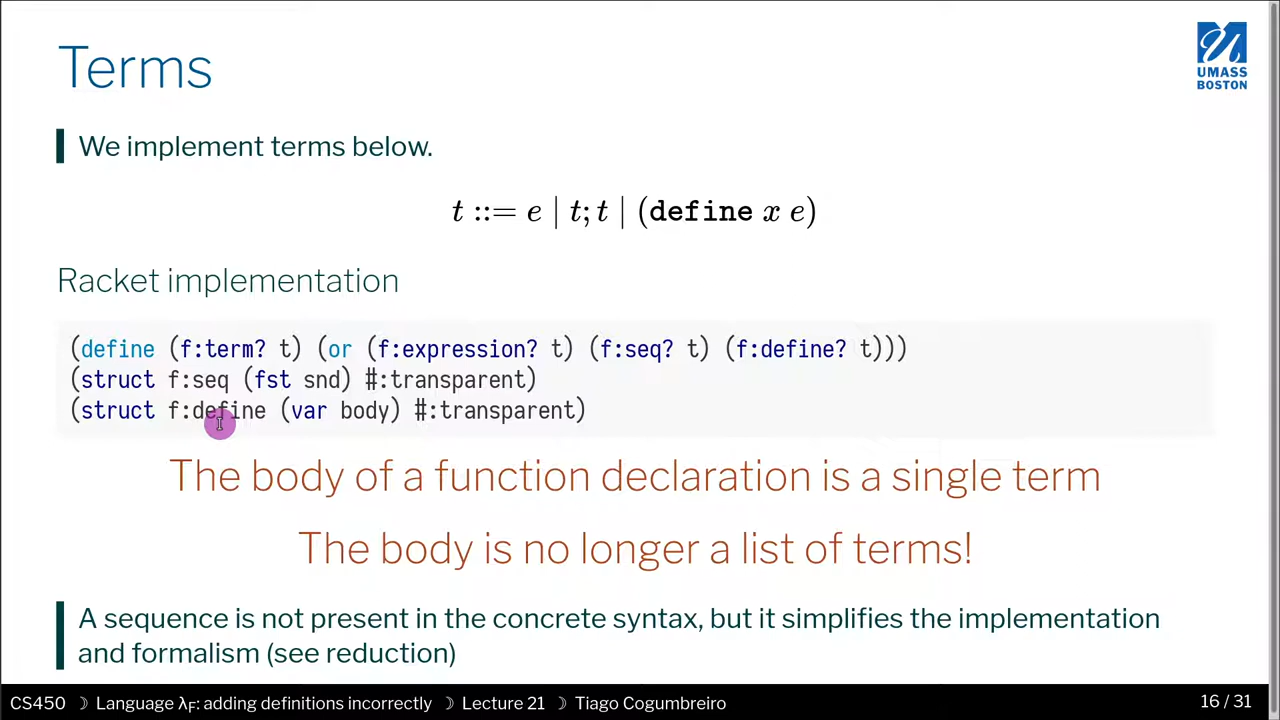 Terms
UMASS
BOSTON
We implement terms below.
t ::= e | t; t | (define x e)
Racket implementation
(define (f:term? t) (or (f:expression? t) (f:seq? t) (f:define? t)))
(struct f:seq (fst snd) #:transparent)
(struct f:define (var body) #:transparent)
The body of a function declaration is a single term
The body is no longer a list of terms!
A sequence is not present in the concrete syntax, but it simplifies the implementation
and formalism (see reduction)
CS450 ☽ Language λF: adding definitions incorrectly ☽ Lecture 21 ☽ Tiago Cogumbreiro 16 / 31